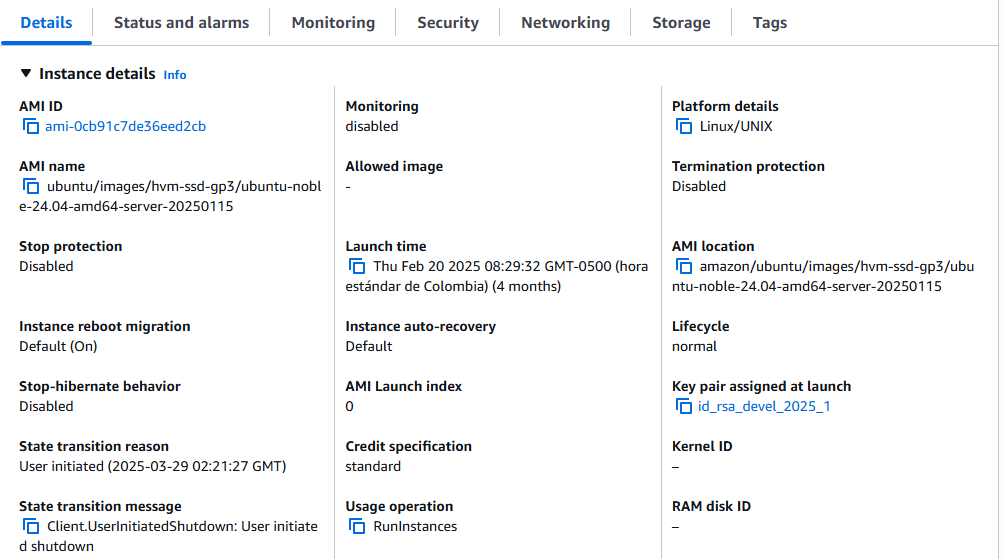 Details
Status and alarms
Monitoring
Security
Networking
Storage
Tags
Instance details Info
AMI ID
ami-0cb91c7de36eed2cb
Monitoring
disabled
Platform details
Linux/UNIX
AMI name
ubuntu/images/hvm-ssd-gp3/ubuntu-nobl
e-24.04-amd64-server-20250115
Allowed image
-
Termination protection
Disabled
Stop protection
Disabled
Launch time
Thu Feb 20 2025 08:29:32 GMT-0500 (hora
estándar de Colombia) (4 months)
AMI location
amazon/ubuntu/images/hvm-ssd-gp3/ubu
ntu-noble-24.04-amd64-server-20250115
Instance reboot migration
Default (On)
Instance auto-recovery
Default
Lifecycle
normal
Stop-hibernate behavior
Disabled
AMI Launch index
0
Key pair assigned at launch
id_rsa_devel_2025_1
State transition reason
User initiated (2025-03-29 02:21:27 GMT)
Credit specification
standard
Kernel ID
–
State transition message
Client.UserInitiatedShutdown: User initiate
d shutdown
Usage operation
RunInstances
RAM disk ID
–